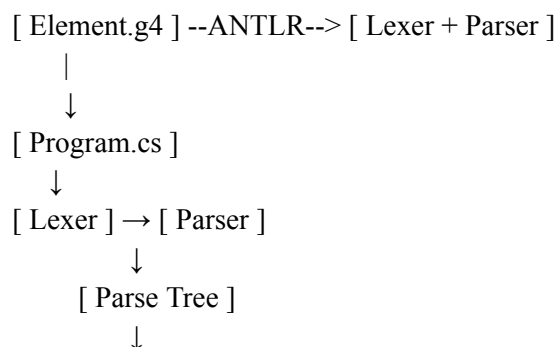 [ Element.g4 ] --ANTLR--> [ Lexer + Parser ]
|
↓
[ Program.cs ]
↓
[ Lexer ] → [ Parser ]
↓
[ Parse Tree ]
↓